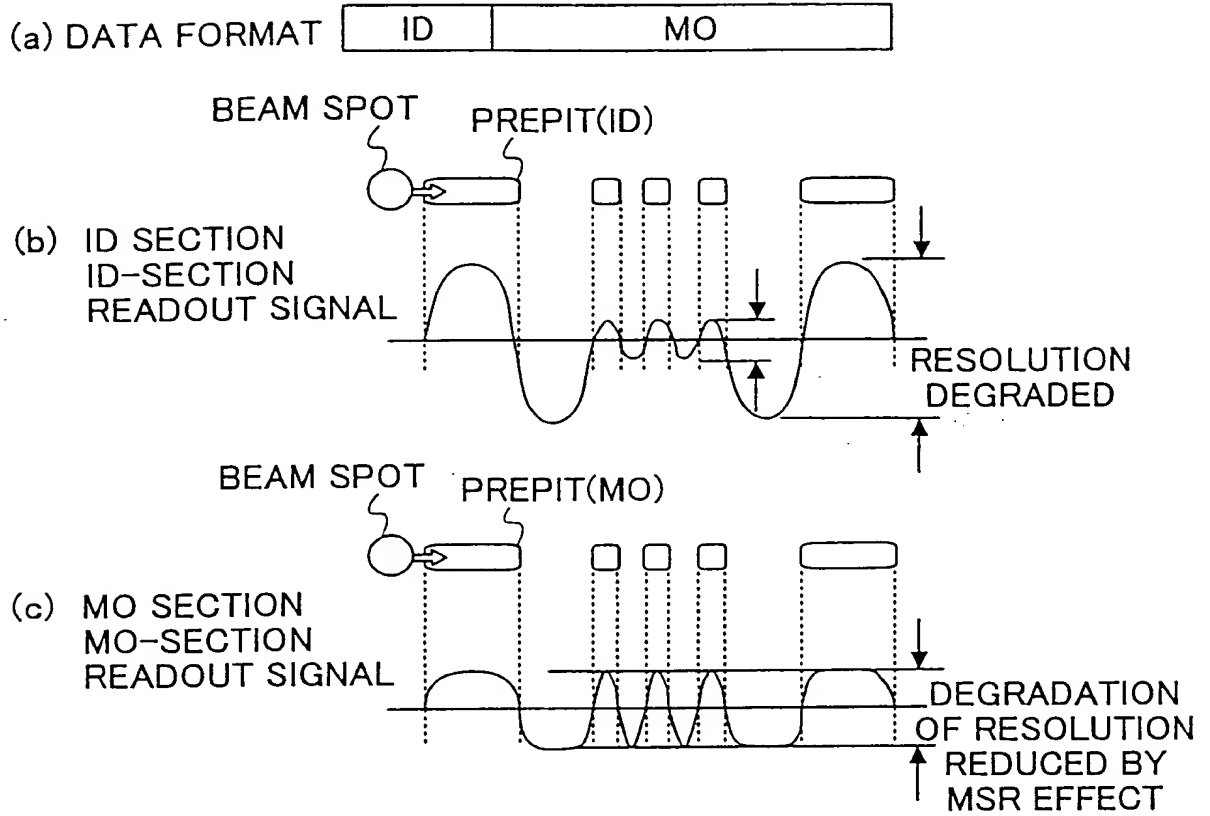 (a) DATA FORMAT ID MO
BEAM SPOT PREPIT(ID)
(b) ID SECTION
ID-SECTION
READOUT SIGNAL
RESOLUTION
DEGRADED
BEAM SPOT PREPIT(MO)
(c) MO SECTION
MO-SECTION
READOUT SIGNAL
DEGRADATION
OF RESOLUTION
REDUCED BY
MSR EFFECT